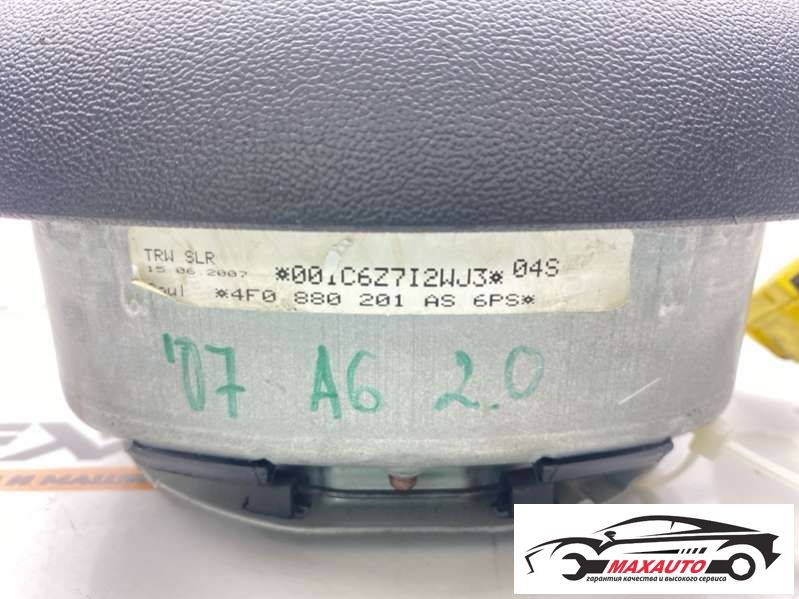 TRW SLR
15.06.2007 *001C6Z7I2WJ3* 04S
*4F0 880 201 AS 6PS*
'07 A6 2.0
И МАШ
MAXAUTO
гарантия качества и высокого сервиса